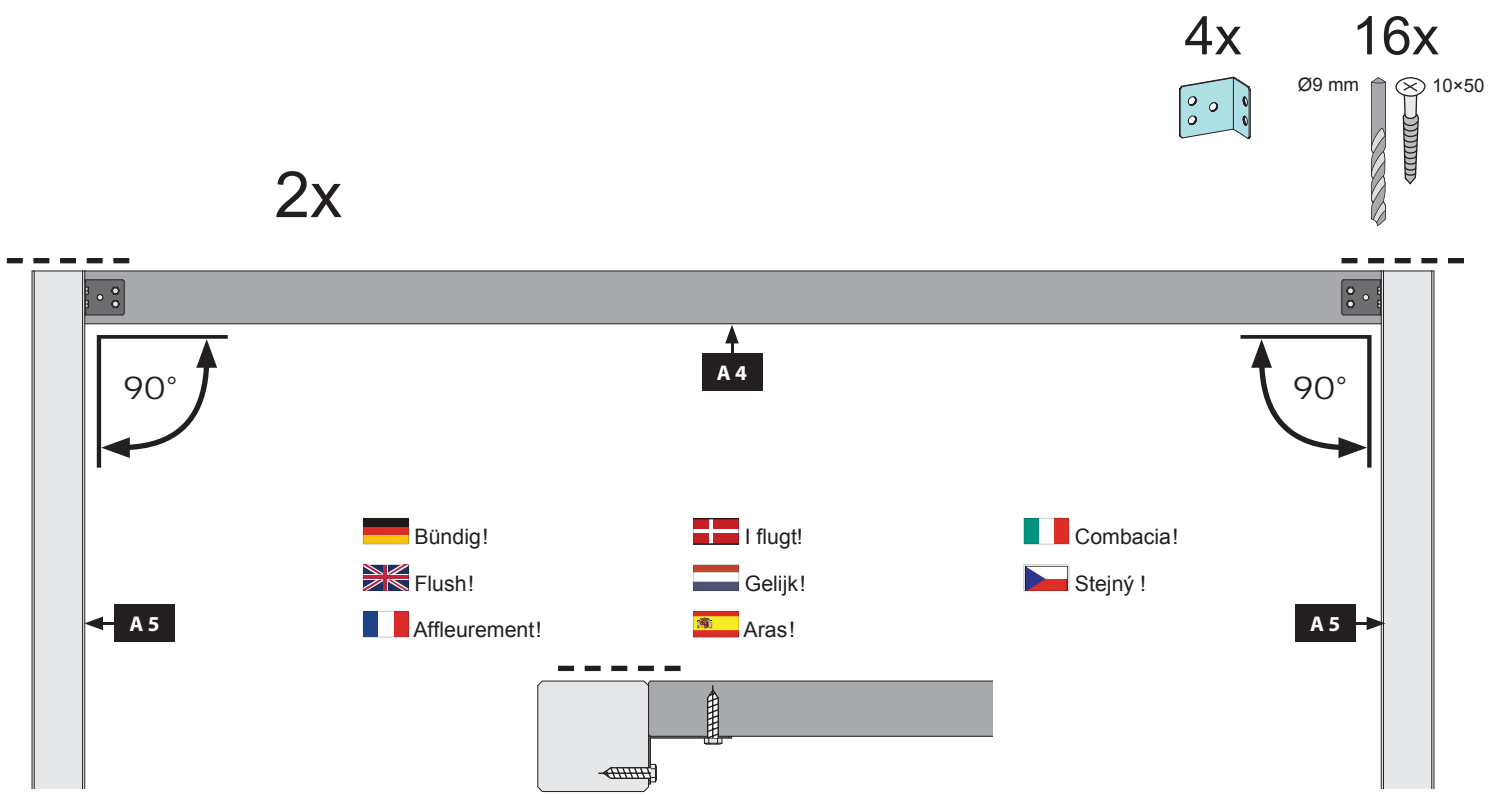 4x 16x
Ø9 mm 10×50
2x
90° A 4 90°
Bündig! I flugt! Combacia!
Flush! Gelijk! Stejný !
Affleurement! Aras!
A 5 A 5